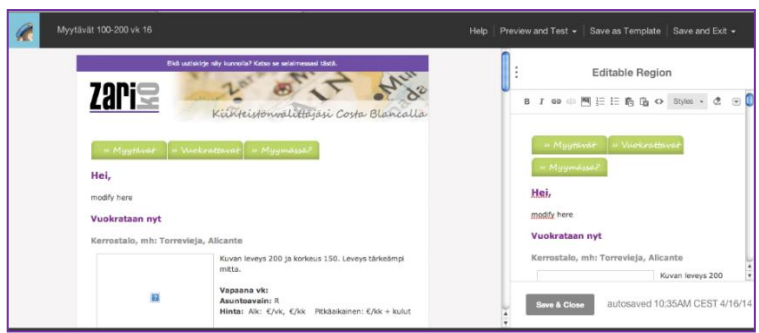 Myytävät 100-200 vk 16
Help Preview and Test Save as Template Save and Exit
Eikö uutiskirje näy kunnolla? Katso se selaimessasi tästä.
zariko
Kiinteistönvälittäjäsi Costa Blancalla
» Myytävät » Vuokrattavat » Myymässä?
Hei,
modify here
Vuokrataan nyt
Kerrostalo, mh: Torrevieja, Alicante
Kuvan leveys 200 ja korkeus 150. Leveys tärkeämpi
mitta.
Vapaana vk:
Asuntoavain: R
Hinta: Alk: €/vk, €/kk Pitkäaikainen: €/kk + kulut
Editable Region
B I Styles
» Myytävät » Vuokrattavat
» Myymässä?
Hei,
modify here
Vuokrataan nyt
Kerrostalo, mh: Torrevieja, Alicante
Kuvan leveys 200
Save & Close autosaved 10:35AM CEST 4/16/14